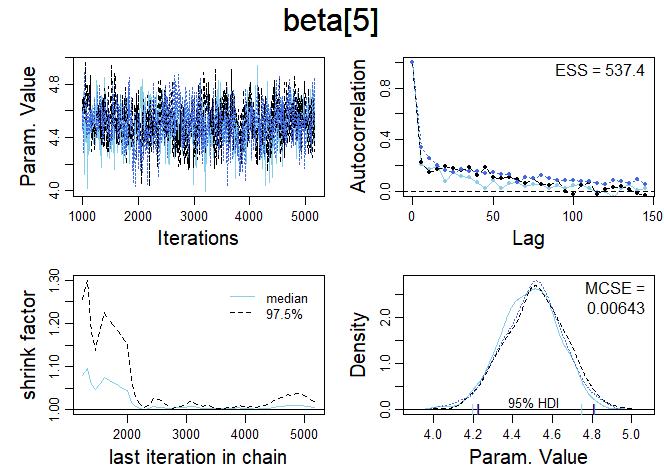 beta[5]
Param. Value
4.0 4.4 4.8
1000 2000 3000 4000 5000
Iterations
ESS = 537.4
Autocorrelation
0.0 0.4 0.8
0 50 100 150
Lag
shrink factor
1.00 1.10 1.20 1.30
median
97.5%
2000 3000 4000 5000
last iteration in chain
MCSE =
0.00643
Density
0.0 1.0 2.0
95% HDI
4.0 4.2 4.4 4.6 4.8 5.0
Param. Value